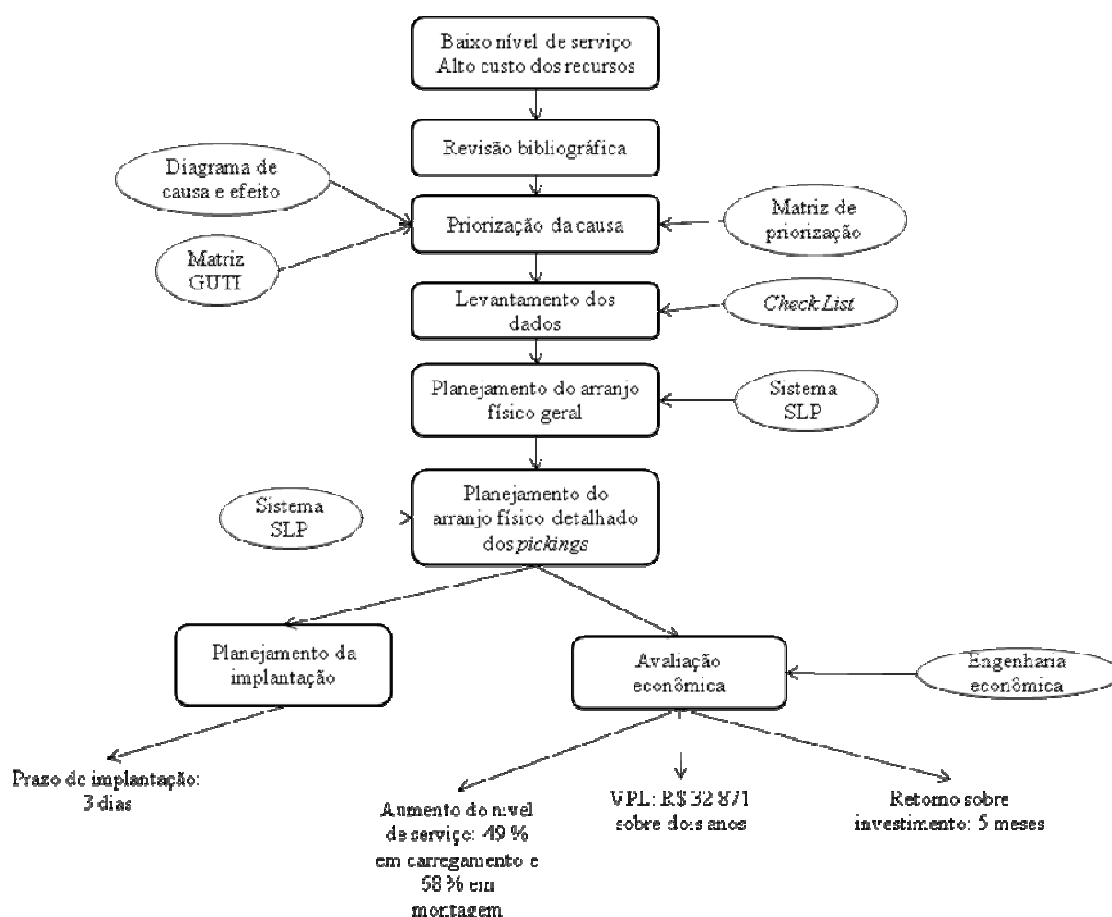 Baixo nível de serviço
Alto custo dos recursos
Revisão bibliográfica
Diagrama de
causa e efeito
Priorização da causa
Matriz de
priorização
Matriz
GUTI
Levantamento dos
dados
Check List
Planejamento do arranjo
físico geral
Sistema
SLP
Planejamento do
arranjo físico detalhado
dos pickings
Sistema
SLP
Planejamento da
implantação
Avaliação
econômica
Engenharia
econômica
Prazo de implantação:
3 dias
Aumento do nível
de serviço: 49 %
em carregamento e
68 % em
montagem
VPL: R$ 32 871
sobre dois anos
Retorno sobre
investimento: 5 meses